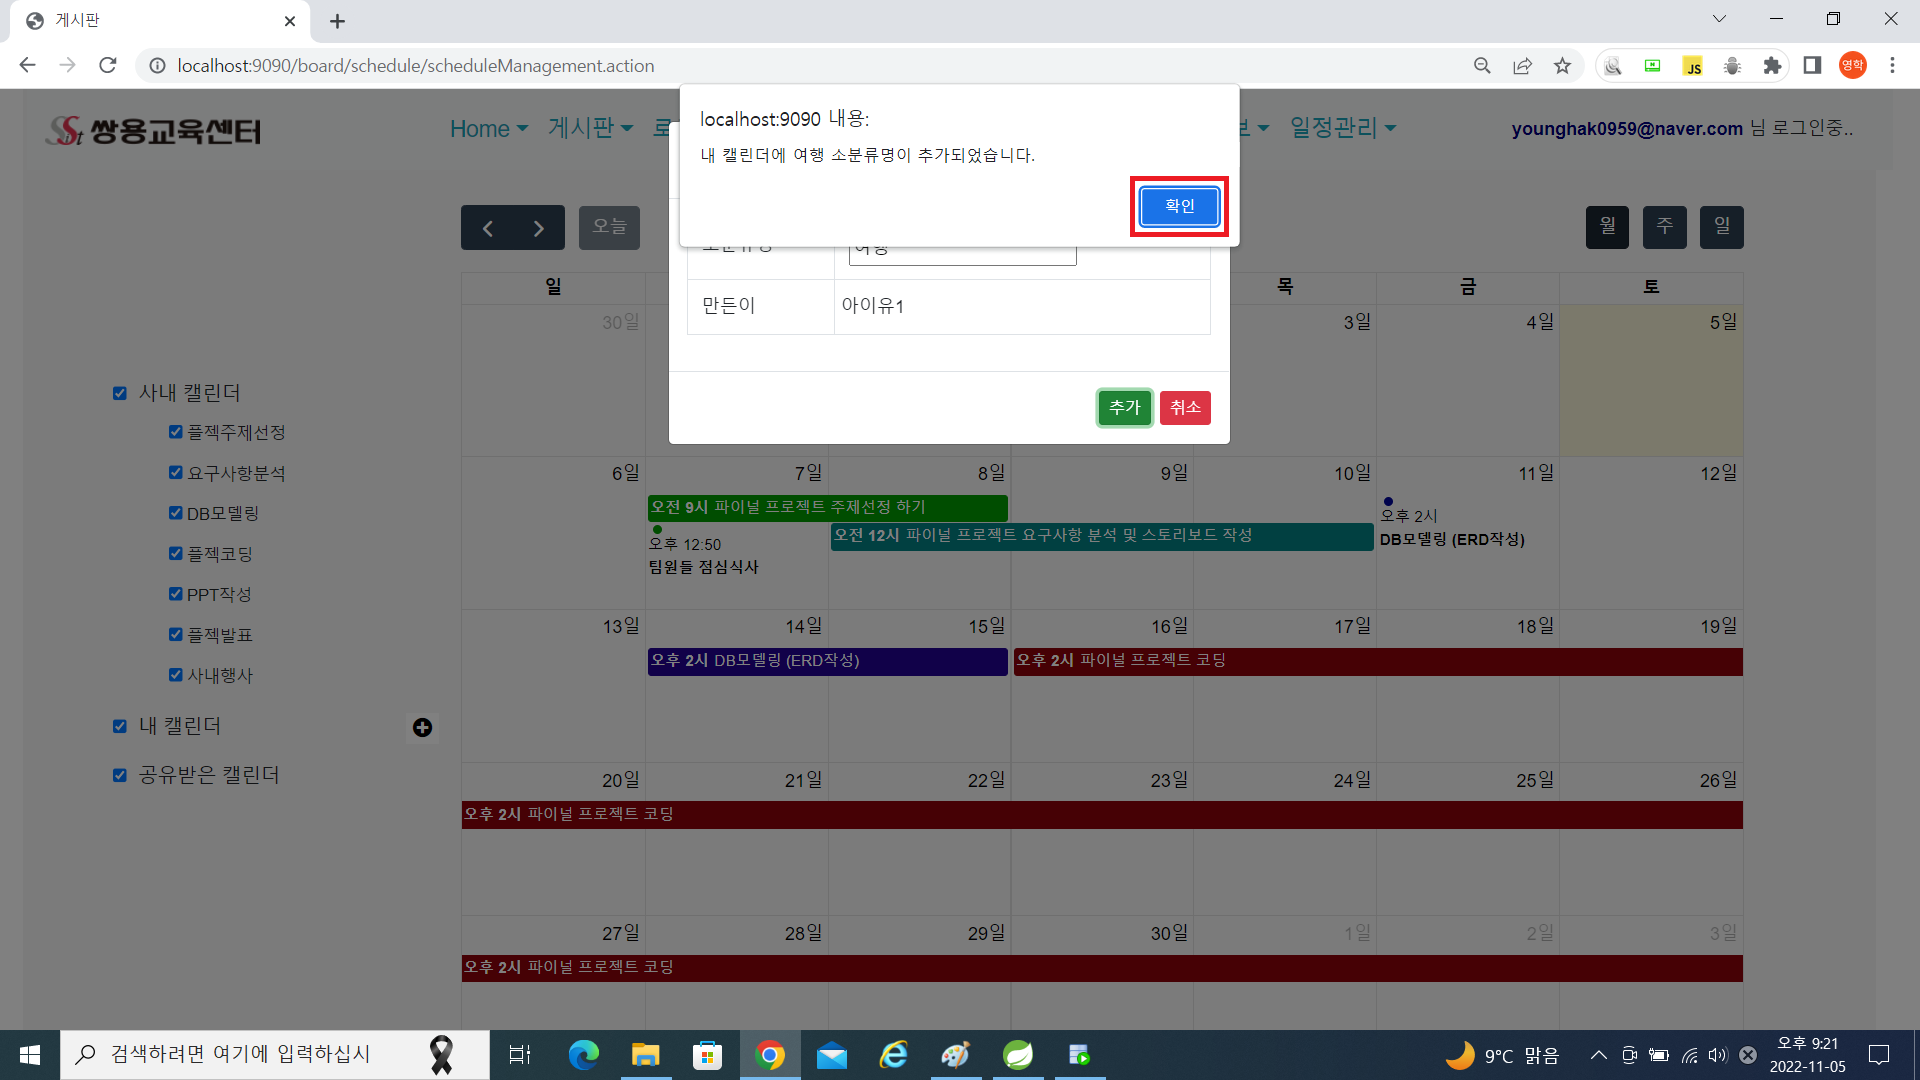 게시판
localhost:9090/board/schedule/scheduleManagement.action
JS
영학
Sist 쌍용교육센터
Home 게시판 일정관리
younghak0959@naver.com 님 로그인중..
localhost:9090 내용:
내 캘린더에 여행 소분류명이 추가되었습니다.
확인
소분류명 여행
만든이 아이유1
추가 취소
오늘
월 주 일
사내 캘린더
플젝주제선정
요구사항분석
DB모델링
플젝코딩
PPT작성
플젝발표
사내행사
내 캘린더
공유받은 캘린더
일 목 금 토
30일 3일 4일 5일
6일 7일 8일 9일 10일 11일 12일
오전 9시 파이널 프로젝트 주제선정 하기
오전 12시 파이널 프로젝트 요구사항 분석 및 스토리보드 작성
오후 12:50
팀원들 점심식사
오후 2시
DB모델링 (ERD작성)
13일 14일 15일 16일 17일 18일 19일
오후 2시 DB모델링 (ERD작성)
오후 2시 파이널 프로젝트 코딩
20일 21일 22일 23일 24일 25일 26일
오후 2시 파이널 프로젝트 코딩
27일 28일 29일 30일 1일 2일 3일
오후 2시 파이널 프로젝트 코딩
검색하려면 여기에 입력하십시
9°C 맑음
오후 9:21
2022-11-05